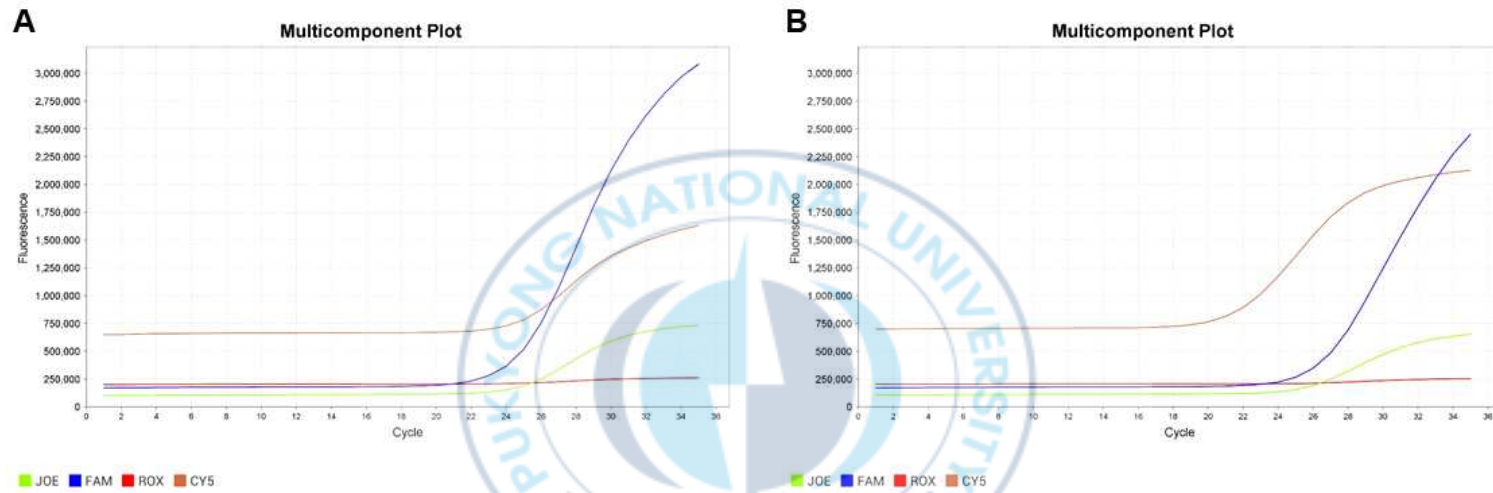 A
Multicomponent Plot
3,000,000
2,750,000
2,500,000
2,250,000
2,000,000
1,750,000
1,500,000
1,250,000
1,000,000
750,000
500,000
250,000
0
Fluorescence
0 2 4 6 8 10 12 14 16 18 20 22 24 26 28 30 32 34 36
Cycle
JOE FAM ROX CY5
B
Multicomponent Plot
3,000,000
2,750,000
2,500,000
2,250,000
2,000,000
1,750,000
1,500,000
1,250,000
1,000,000
750,000
500,000
250,000
0
Fluorescence
0 2 4 6 8 10 12 14 16 18 20 22 24 26 28 30 32 34 36
Cycle
JOE FAM ROX CY5
PUKYONG NATIONAL UNIVERSITY